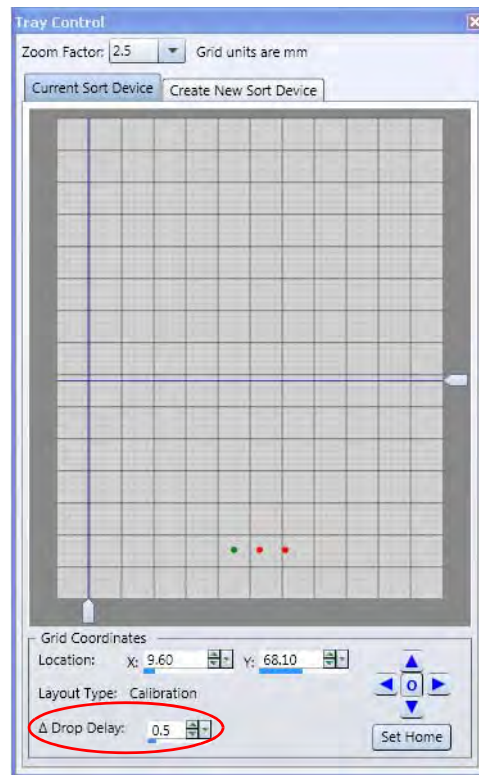 Tray Control
Zoom Factor: 2.5 Grid units are mm
Current Sort Device Create New Sort Device
Grid Coordinates
Location: X: 9.60 Y: 68.10
Layout Type: Calibration
Δ Drop Delay: 0.5
O
Set Home